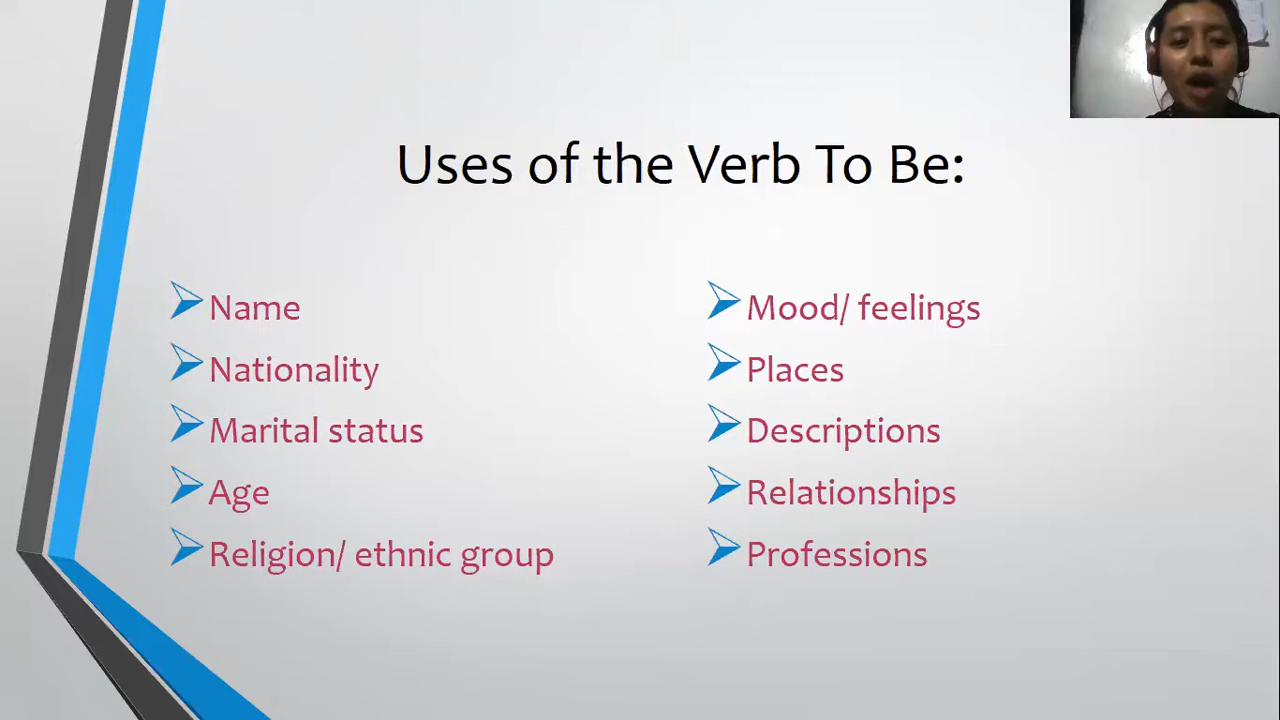 Uses of the Verb To Be:
Name
Nationality
Marital status
Age
Religion/ ethnic group
Mood/ feelings
Places
Descriptions
Relationships
Professions